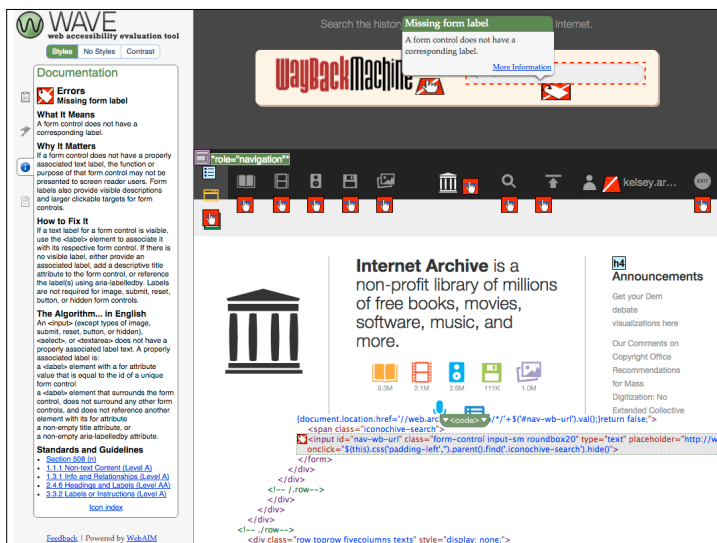 WAVE
web accessibility evaluation tool
Styles No Styles Contrast
Documentation
Errors
Missing form label
What It Means
A form control does not have a
corresponding label.
Why It Matters
If a form control does not have a properly
associated text label, the function or
purpose of that form control may not be
presented to screen reader users. Form
labels also provide visible descriptions
and larger clickable targets for form
controls.
How to Fix It
If a text label for a form control is visible,
use the <label> element to associate it
with its respective form control. If there is
no visible label, either provide an
associated label, add a descriptive title
attribute to the form control, or reference
the label(s) using aria-labelledby. Labels
are not required for image, submit, reset,
button, or hidden form controls.
The Algorithm... in English
An <input> (except types of image,
submit, reset, button, or hidden),
<select>, or <textarea> does not have a
properly associated label text. A properly
associated label is:
a <label> element with a for attribute
value that is equal to the id of a unique
form control
a <label> element that surrounds the form
control, does not surround any other form
controls, and does not reference another
element with its for attribute
a non-empty title attribute, or
a non-empty aria-labelledby attribute.
Standards and Guidelines
Section 508 (n)
1.1.1 Non-text Content (Level A)
1.3.1 Info and Relationships (Level A)
2.4.6 Headings and Labels (Level AA)
3.3.2 Labels or Instructions (Level A)
Icon index
Feedback | Powered by WebAIM
Search the history Internet.
Missing form label
A form control does not have a
corresponding label.
More Information
WayBackMachine
*role="navigation"*
kelsey.ar...
EXIT
Internet Archive is a
non-profit library of millions
of free books, movies,
software, music, and
more.
8.3M 2.1M 2.6M 111K 1.0M
h4
Announcements
Get your Dem
debate
visualizations here
Our Comments on
Copyright Office
Recommendations
for Mass
Digitization: No
Extended Collective
<code>
{document.location.href='//web.arc /*/'+$('#nav-wb-url').val();}return false;">
<span class="iconochive-search">
<input id="nav-wb-url" class="form-control input-sm roundbox20" type="text" placeholder="http://w
onclick="$(this).css('padding-left','').parent().find('.iconochive-search').hide()">
</form>
</div>
</div>
<!-- /.row-->
</div>
</div>
<!-- ./row-->
<div class="row toprow fivecolumns texts" style="display: none;">